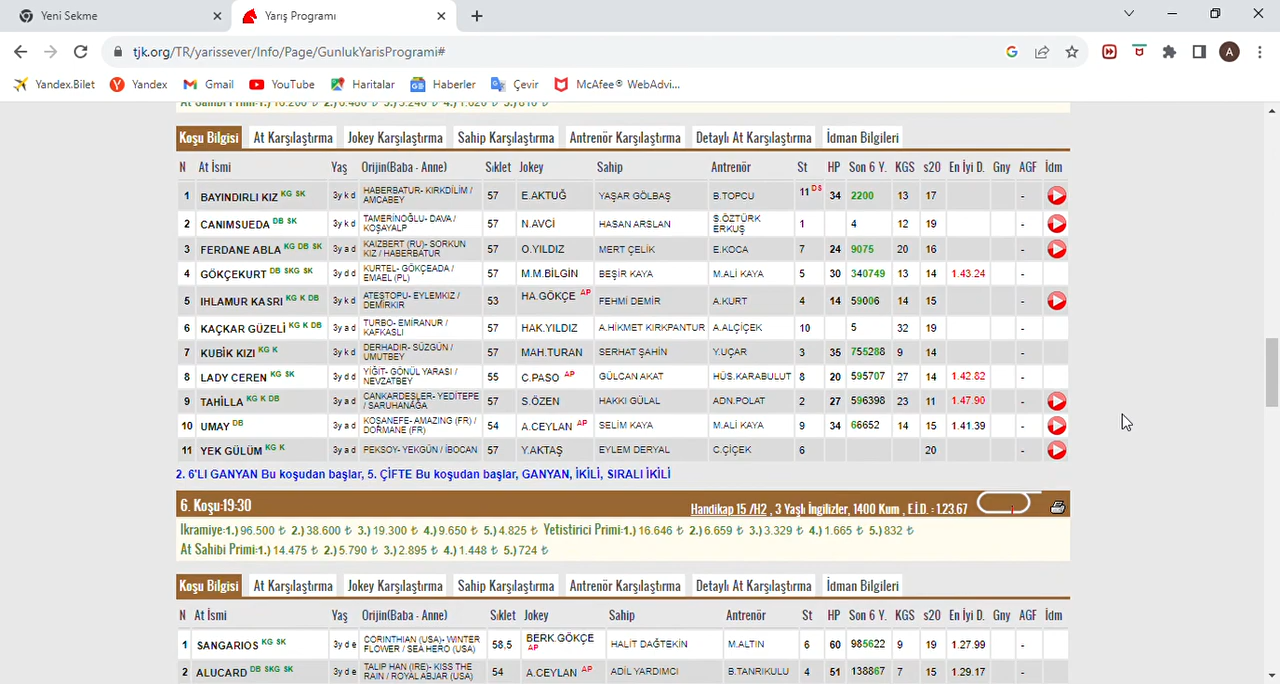 Yeni Sekme
Yarış Programı
tjk.org/TR/yarissever/Info/Page/GunlukYarisProgrami#
Yandex.Bilet Yandex Gmail YouTube Haritalar Haberler Çevir McAfee® WebAdvi...
At Sahibi Primi:1.) 16.200 ₺ 2.) 6.480 ₺ 3.) 3.240 ₺ 4.) 1.620 ₺ 5.) 810 ₺
Koşu Bilgisi At Karşılaştırma Jokey Karşılaştırma Sahip Karşılaştırma Antrenör Karşılaştırma Detaylı At Karşılaştırma İdman Bilgileri
N At İsmi Yaş Orijin(Baba - Anne) Sıklet Jokey Sahip Antrenör St HP Son 6 Y. KGS s20 En İyi D. Gny AGF İdm
1 BAYINDIRLI KIZ KG SK 3y k d HABERBATUR- KIRKDİLİM / AMCABEY 57 E.AKTUĞ YAŞAR GÖLBAŞ B.TOPCU 11 DS 34 2200 13 17 -
2 CANIMSUEDA DB SK 3y k d TAMERİNOĞLU- DAVA / KOŞAYALP 57 N.AVCİ HASAN ARSLAN S.ÖZTÜRK ERKUŞ 1 4 12 19 -
3 FERDANE ABLA KG DB SK 3y a d KAIZBERT (RU)- SORKUN KIZ / HABERBATUR 57 O.YILDIZ MERT ÇELİK E.KOCA 7 24 9075 20 16 -
4 GÖKÇEKURT DB SKG SK 3y d d KURTEL- GÖKÇEADA / EMAEL (PL) 57 M.M.BİLGİN BEŞİR KAYA M.ALİ KAYA 5 30 340749 13 14 1.43.24 -
5 IHLAMUR KASRI KG K DB 3y k d ATEŞTOPU- EYLEMKIZ / DEMİRKIR 53 HA.GÖKÇE AP FEHMİ DEMİR A.KURT 4 14 59006 14 15 -
6 KAÇKAR GÜZELİ KG K DB 3y a d TURBO- EMİRANUR / KAFKASLI 57 HAK.YILDIZ A.HİKMET KIRKPANTUR A.ALÇİÇEK 10 5 32 19 -
7 KUBİK KIZI KG K 3y k d DERHADIR- SÜZGÜN / UMUTBEY 57 MAH.TURAN SERHAT ŞAHİN Y.UÇAR 3 35 755288 9 14 -
8 LADY CEREN KG SK 3y d d YİĞİT- GÖNÜL YARASI / NEVZATBEY 55 C.PASO AP GÜLCAN AKAT HÜS.KARABULUT 8 20 595707 27 14 1.42.82 -
9 TAHİLLA KG K DB 3y a d CANKARDEŞLER- YEDİTEPE / SARUHANAĞA 57 S.ÖZEN HAKKI GÜLAL ADN.POLAT 2 27 596398 23 11 1.47.90 -
10 UMAY DB 3y a d KOSANEFE- AMAZING (FR) / DORMANE (FR) 54 A.CEYLAN AP SELİM KAYA M.ALİ KAYA 9 34 66652 14 15 1.41.39 -
11 YEK GÜLÜM KG K 3y a d PEKSOY- YEKGÜN / İBOCAN 57 Y.AKTAŞ EYLEM DERYAL C.ÇİÇEK 6 20 -
2. 6'LI GANYAN Bu koşudan başlar, 5. ÇİFTE Bu koşudan başlar, GANYAN, İKİLİ, SIRALI İKİLİ
6. Koşu:19:30 Handikap 15 /H2 , 3 Yaşlı İngilizler, 1400 Kum , E.İ.D. : 1.23.67
Ikramiye:1.) 96.500 ₺ 2.) 38.600 ₺ 3.) 19.300 ₺ 4.) 9.650 ₺ 5.) 4.825 ₺ Yetistirici Primi:1.) 16.646 ₺ 2.) 6.659 ₺ 3.) 3.329 ₺ 4.) 1.665 ₺ 5.) 832 ₺
At Sahibi Primi:1.) 14.475 ₺ 2.) 5.790 ₺ 3.) 2.895 ₺ 4.) 1.448 ₺ 5.) 724 ₺
Koşu Bilgisi At Karşılaştırma Jokey Karşılaştırma Sahip Karşılaştırma Antrenör Karşılaştırma Detaylı At Karşılaştırma İdman Bilgileri
N At İsmi Yaş Orijin(Baba - Anne) Sıklet Jokey Sahip Antrenör St HP Son 6 Y. KGS s20 En İyi D. Gny AGF İdm
1 SANGARIOS KG SK 3y d e CORINTHIAN (USA)- WINTER FLOWER / SEA HERO (USA) 58,5 BERK.GÖKÇE AP HALİT DAĞTEKİN M.ALTIN 6 60 985622 9 19 1.27.99 -
2 ALUCARD DB SKG SK 3y d e TALIP HAN (IRE)- KISS THE RAIN / ROYAL ABJAR (USA) 54 A.CEYLAN AP ADİL YARDIMCI B.TANRIKULU 4 51 138867 7 15 1.29.17 -